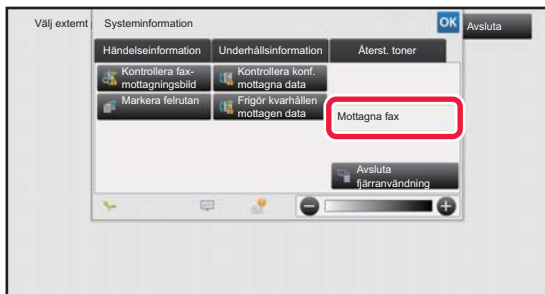 Välj externt
Systeminformation
OK
Avsluta
Händelseinformation
Underhållsinformation
Återst. toner
Kontrollera fax-
mottagningsbild
Kontrollera konf.
mottagna data
Markera felrutan
Frigör kvarhållen
mottagen data
Mottagna fax
Avsluta
fjärranvändning